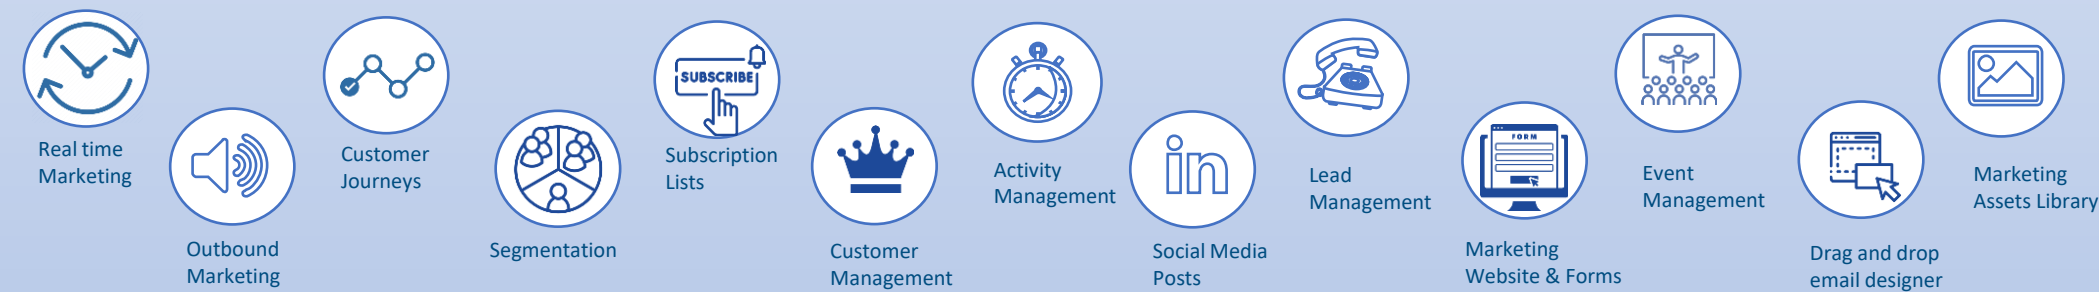 Real time
Marketing
Outbound
Marketing
Customer
Journeys
Segmentation
SUBSCRIBE
Subscription
Lists
Customer
Management
Activity
Management
in
Social Media
Posts
Lead
Management
FORM
Marketing
Website & Forms
Event
Management
Drag and drop
email designer
Marketing
Assets Library